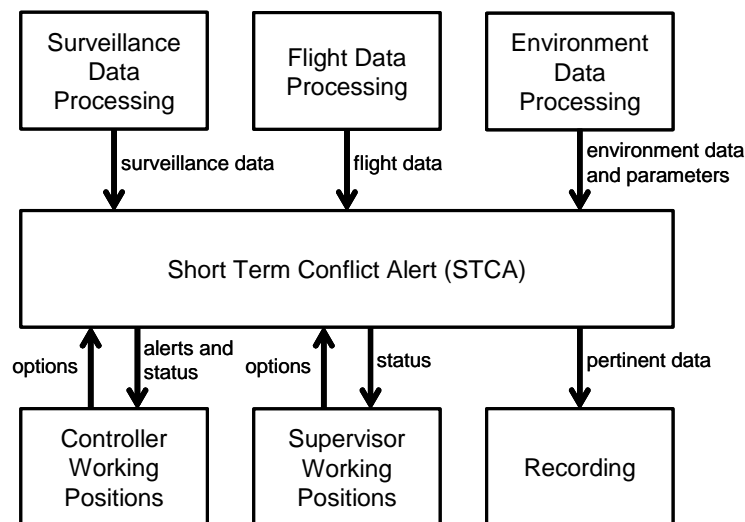 Surveillance
Data
Processing
Flight Data
Processing
Environment
Data
Processing
surveillance data
flight data
environment data
and parameters
Short Term Conflict Alert (STCA)
options
alerts and
status
options
status
pertinent data
Controller
Working
Positions
Supervisor
Working
Positions
Recording